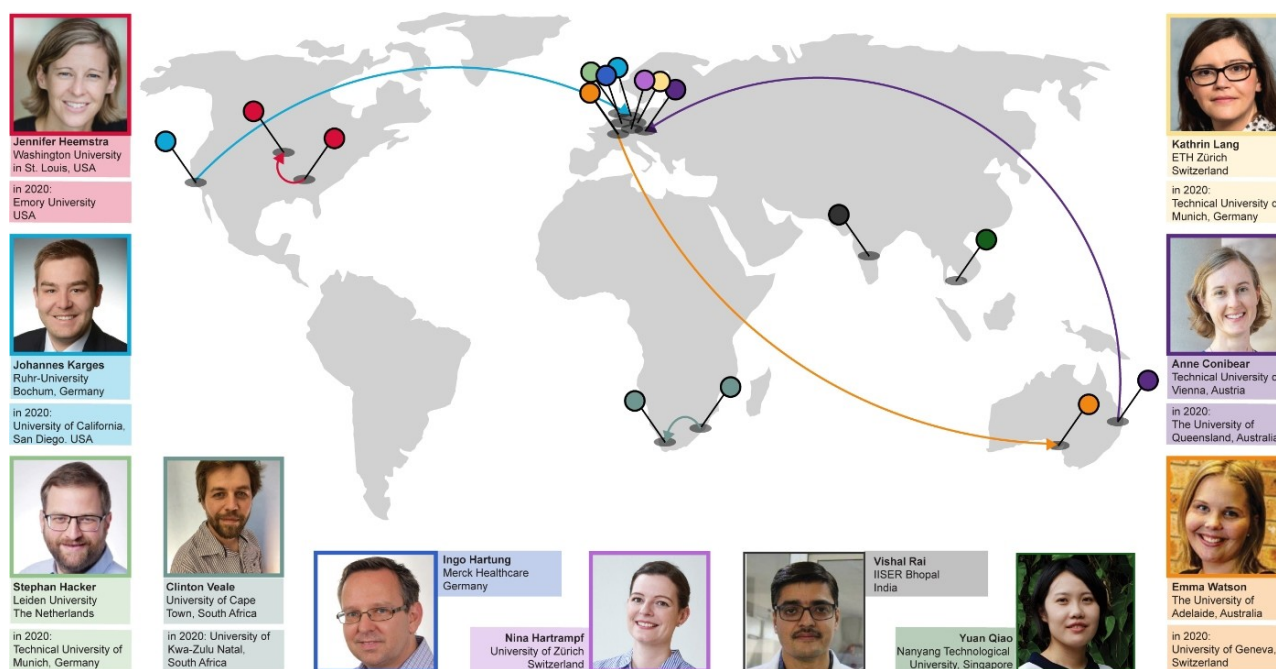 Jennifer Heemstra
Washington University
in St. Louis, USA
in 2020:
Emory University
USA
Johannes Karges
Ruhr-University
Bochum, Germany
in 2020:
University of California,
San Diego. USA
Stephan Hacker
Leiden University
The Netherlands
in 2020:
Technical University of
Munich, Germany
Clinton Veale
University of Cape
Town, South Africa
in 2020: University of
Kwa-Zulu Natal,
South Africa
Ingo Hartung
Merck Healthcare
Germany
Nina Hartrampf
University of Zürich
Switzerland
Vishal Rai
IISER Bhopal
India
Yuan Qiao
Nanyang Technological
University, Singapore
Kathrin Lang
ETH Zürich
Switzerland
in 2020:
Technical University of
Munich, Germany
Anne Conibear
Technical University of
Vienna, Austria
in 2020:
The University of
Queensland, Australia
Emma Watson
The University of
Adelaide, Australia
in 2020:
University of Geneva,
Switzerland